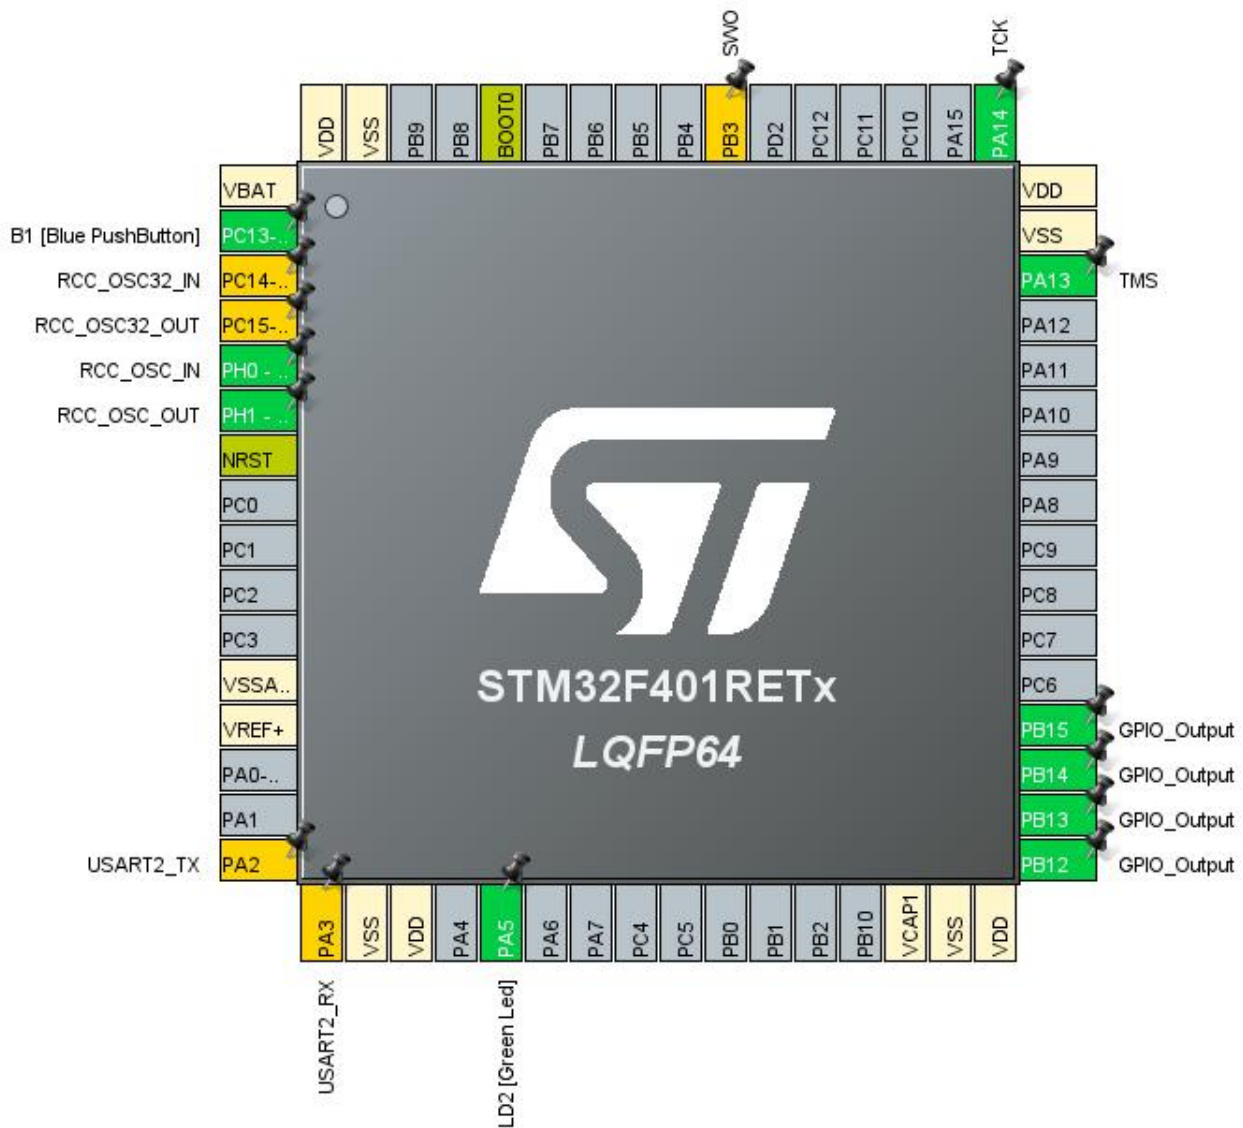 SWO
TCK
VDD
VSS
PB9
PB8
BOOT0
PB7
PB6
PB5
PB4
PB3
PD2
PC12
PC11
PC10
PA15
PA14
VBAT
B1 [Blue PushButton]
PC13-..
RCC_OSC32_IN
PC14-..
RCC_OSC32_OUT
PC15-..
RCC_OSC_IN
PH0 - ..
RCC_OSC_OUT
PH1 - ..
NRST
PC0
PC1
PC2
PC3
VSSA..
VREF+
PA0-..
PA1
USART2_TX
PA2
VDD
VSS
PA13
TMS
PA12
PA11
PA10
PA9
PA8
PC9
PC8
PC7
PC6
PB15
GPIO_Output
PB14
GPIO_Output
PB13
GPIO_Output
PB12
GPIO_Output
ST
STM32F401RETx
LQFP64
PA3
VSS
VDD
PA4
PA5
PA6
PA7
PC4
PC5
PB0
PB1
PB2
PB10
VCAP1
VSS
VDD
USART2_RX
LD2 [Green Led]